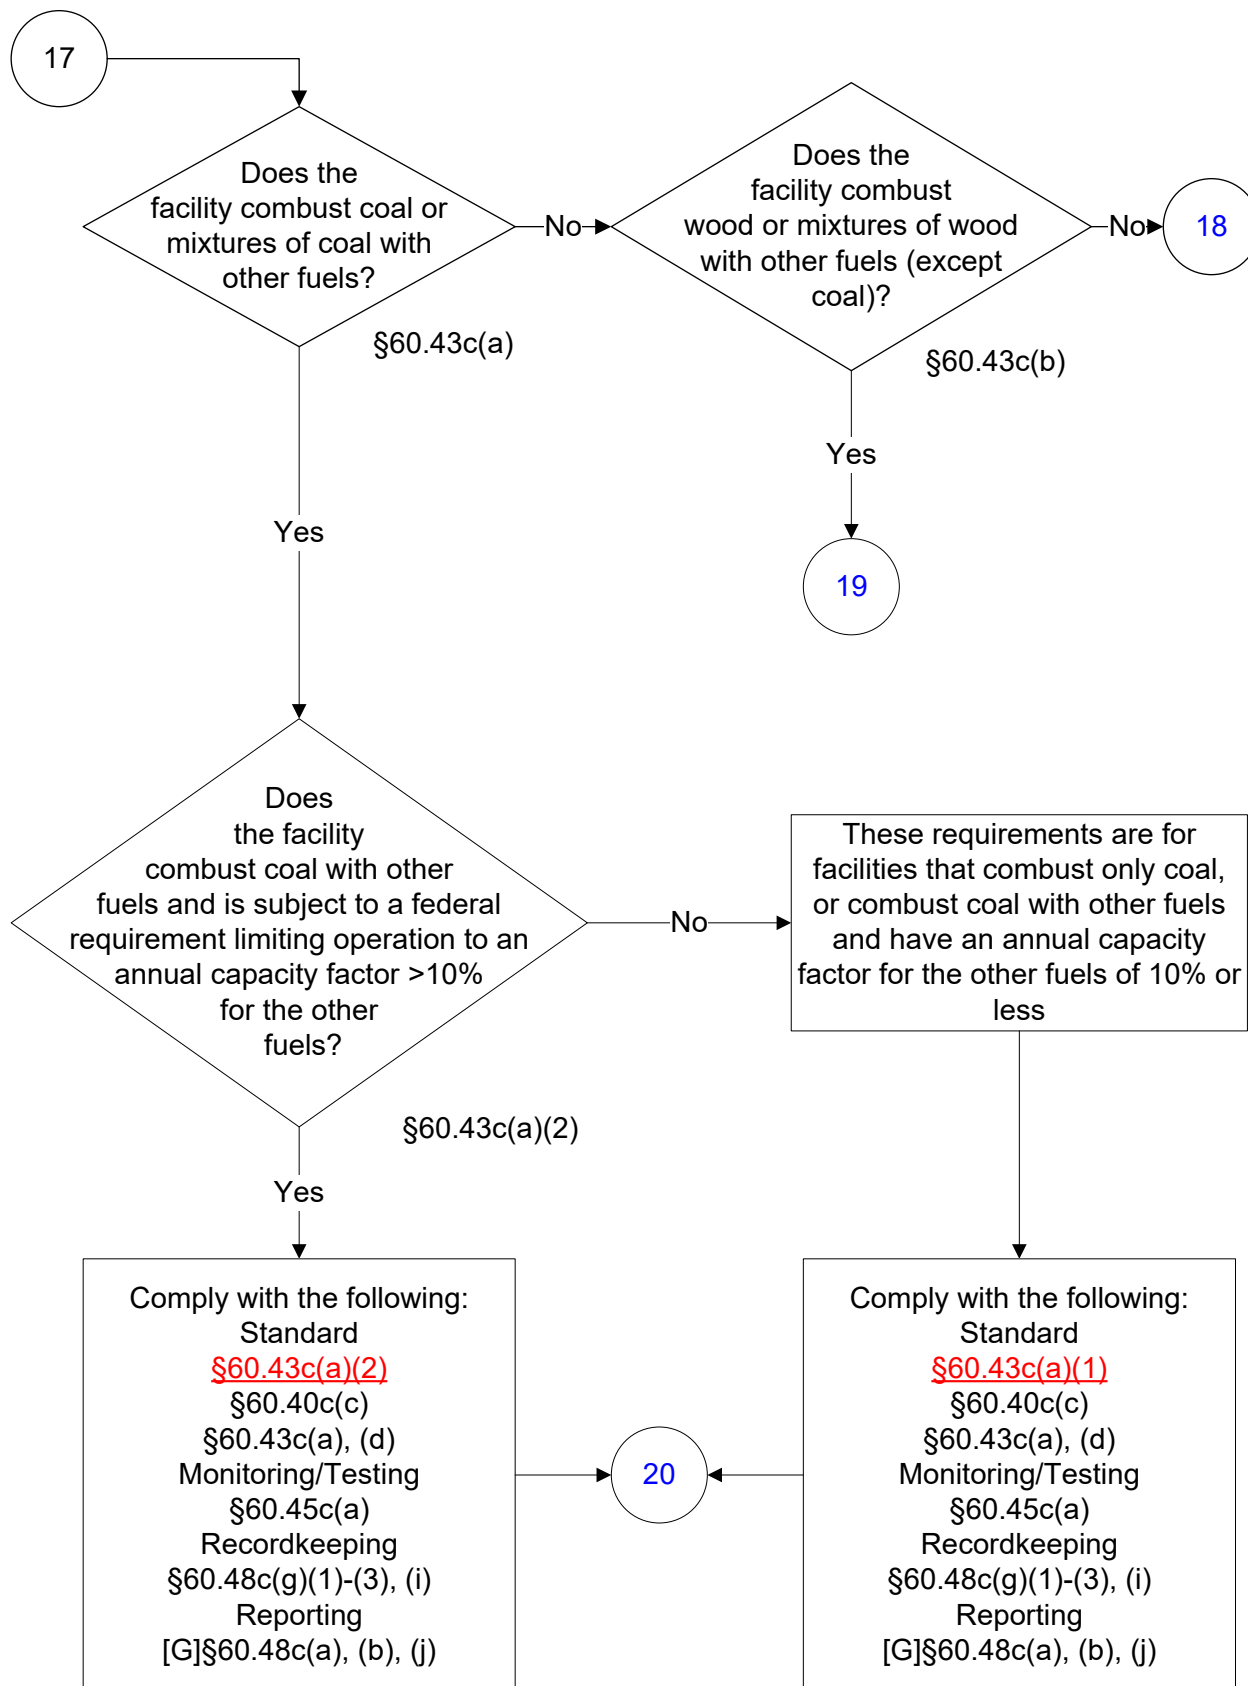 17
Does the
facility combust coal or
mixtures of coal with
other fuels?
§60.43c(a)
No
Does the
facility combust
wood or mixtures of wood
with other fuels (except
coal)?
§60.43c(b)
No
18
Yes
19
Yes
Does
the facility
combust coal with other
fuels and is subject to a federal
requirement limiting operation to an
annual capacity factor >10%
for the other
fuels?
§60.43c(a)(2)
No
These requirements are for
facilities that combust only coal,
or combust coal with other fuels
and have an annual capacity
factor for the other fuels of 10% or
less
Yes
Comply with the following:
Standard
§60.43c(a)(2)
§60.40c(c)
§60.43c(a), (d)
Monitoring/Testing
§60.45c(a)
Recordkeeping
§60.48c(g)(1)-(3), (i)
Reporting
[G]§60.48c(a), (b), (j)
20
Comply with the following:
Standard
§60.43c(a)(1)
§60.40c(c)
§60.43c(a), (d)
Monitoring/Testing
§60.45c(a)
Recordkeeping
§60.48c(g)(1)-(3), (i)
Reporting
[G]§60.48c(a), (b), (j)